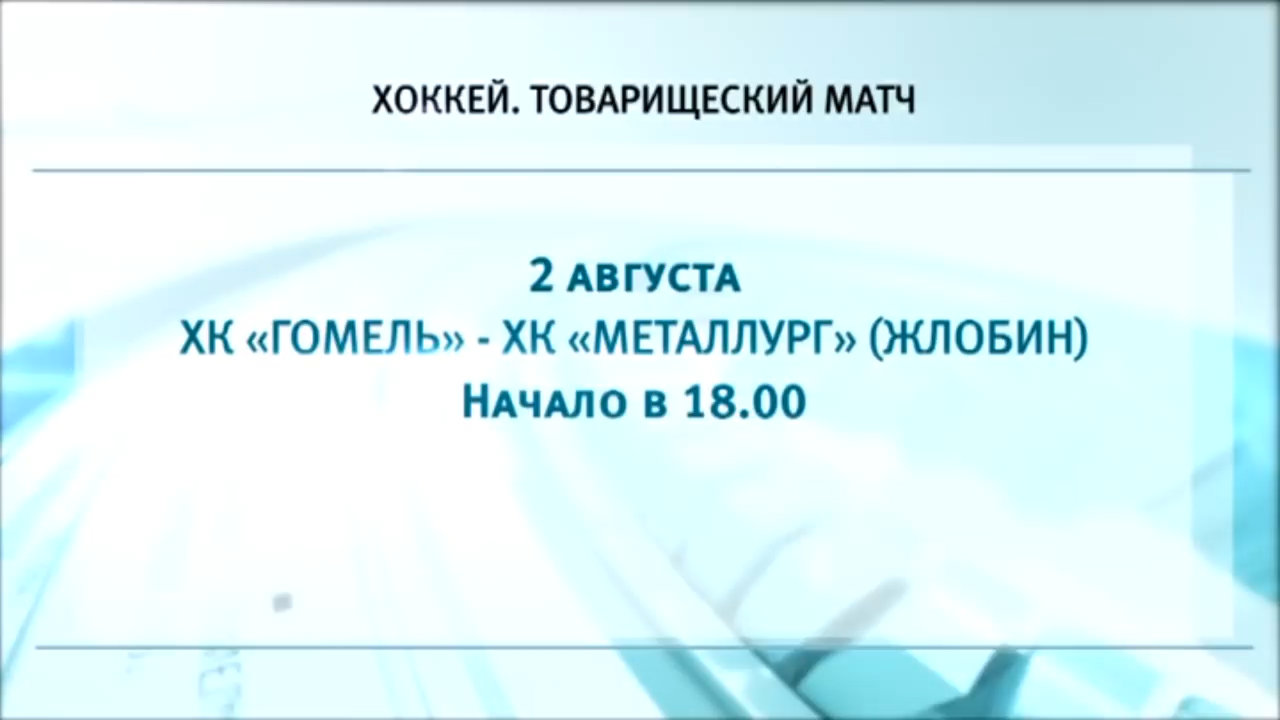 ХОККЕЙ. ТОВАРИЩЕСКИЙ МАТЧ
2 АВГУСТА
ХК «ГОМЕЛЬ» - ХК «МЕТАЛЛУРГ» (ЖЛОБИН)
НАЧАЛО В 18.00